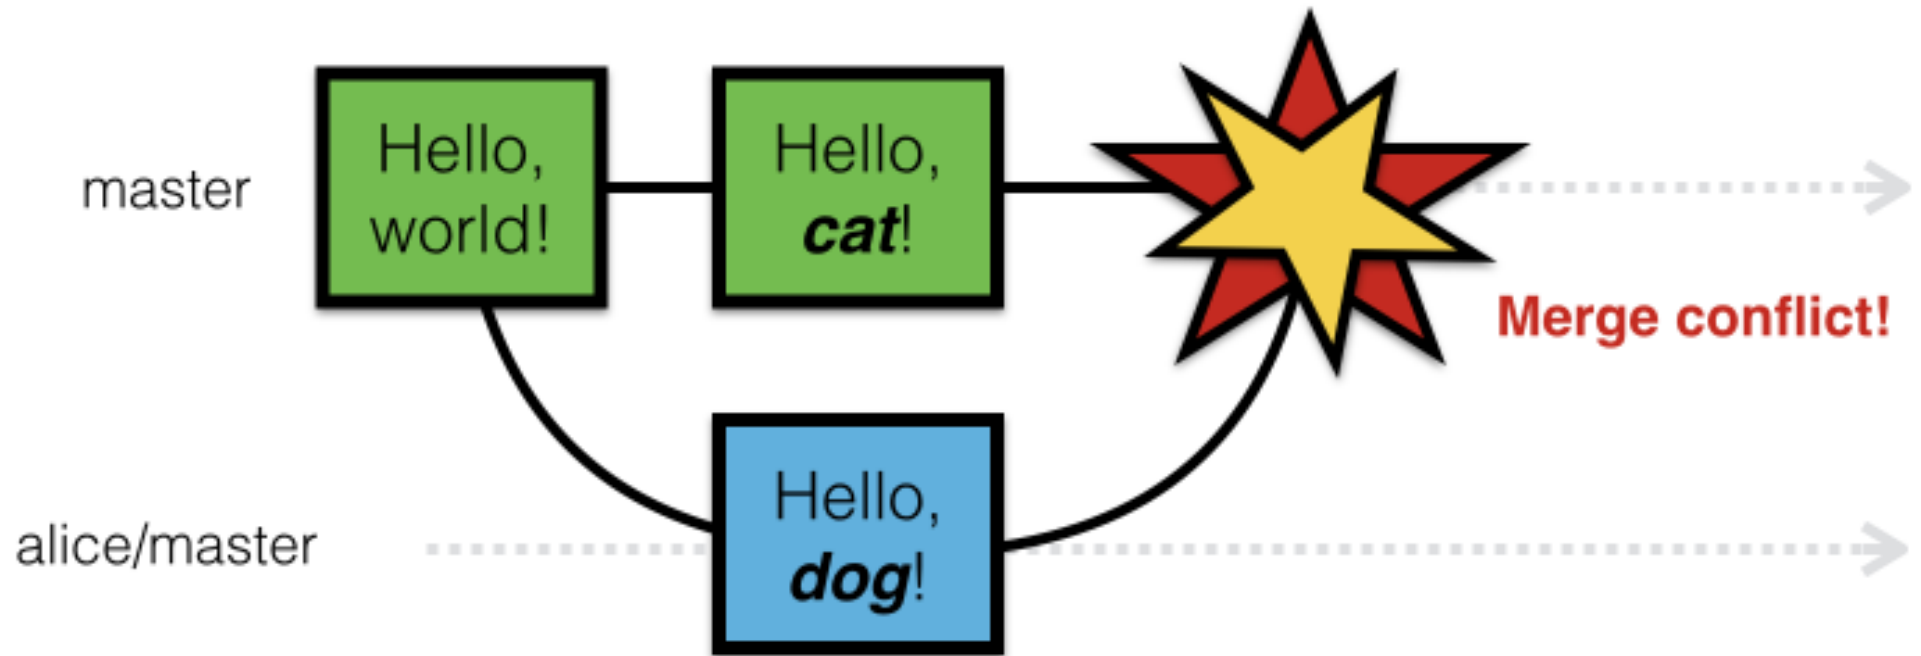 master
Hello,
world!
Hello,
cat!
Merge conflict!
alice/master
Hello,
dog!